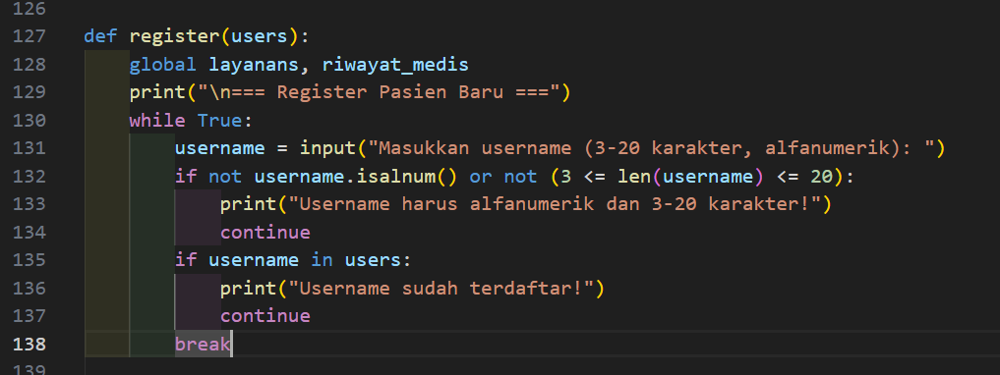 126
127 def register(users):
128     global layanans, riwayat_medis
129     print("\n=== Register Pasien Baru ===")
130     while True:
131         username = input("Masukkan username (3-20 karakter, alfanumerik): ")
132         if not username.isalnum() or not (3 <= len(username) <= 20):
133             print("Username harus alfanumerik dan 3-20 karakter!")
134             continue
135         if username in users:
136             print("Username sudah terdaftar!")
137             continue
138         break
139